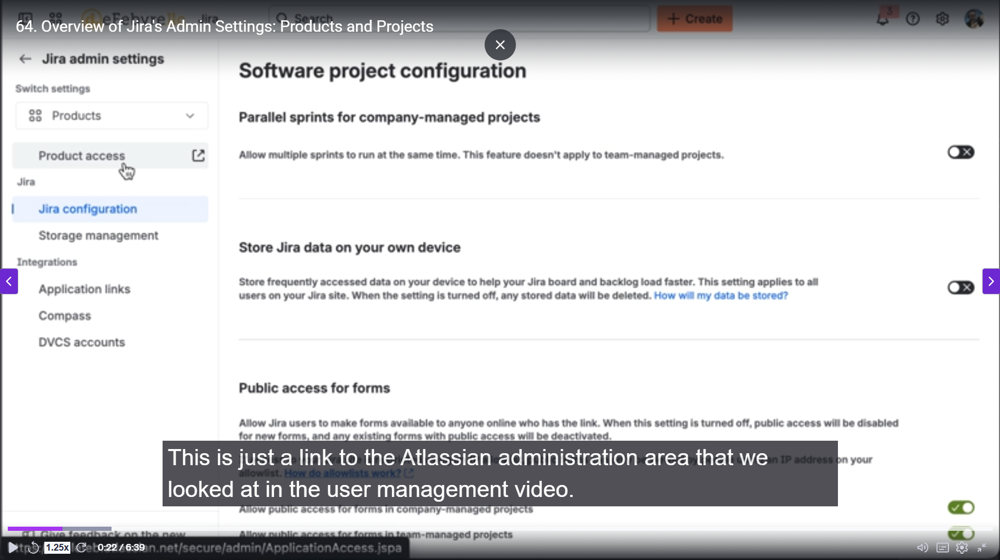 64. Overview of Jira's Admin Settings: Products and Projects
Jira
Search
+ Create
3
Jira admin settings
Switch settings
Products
Product access
Jira
Jira configuration
Storage management
Integrations
Application links
Compass
DVCS accounts
Software project configuration
Parallel sprints for company-managed projects
Allow multiple sprints to run at the same time. This feature doesn't apply to team-managed projects.
Store Jira data on your own device
Store frequently accessed data on your device to help your Jira board and backlog load faster. This setting applies to all
users on your Jira site. When the setting is turned off, any stored data will be deleted. How will my data be stored?
Public access for forms
Allow Jira users to make forms available to anyone online who has the link. When this setting is turned off, public access will be disabled
for new forms, and any existing forms with public access will be deactivated.
an IP address on your
allowlist. How do allowlists work?
This is just a link to the Atlassian administration area that we
looked at in the user management video.
Allow public access for forms in company-managed projects
Allow public access for forms in team-managed projects
Give feedback on the new
1.25x
0:22 / 6:39
.net/secure/admin/ApplicationAccess.jspa